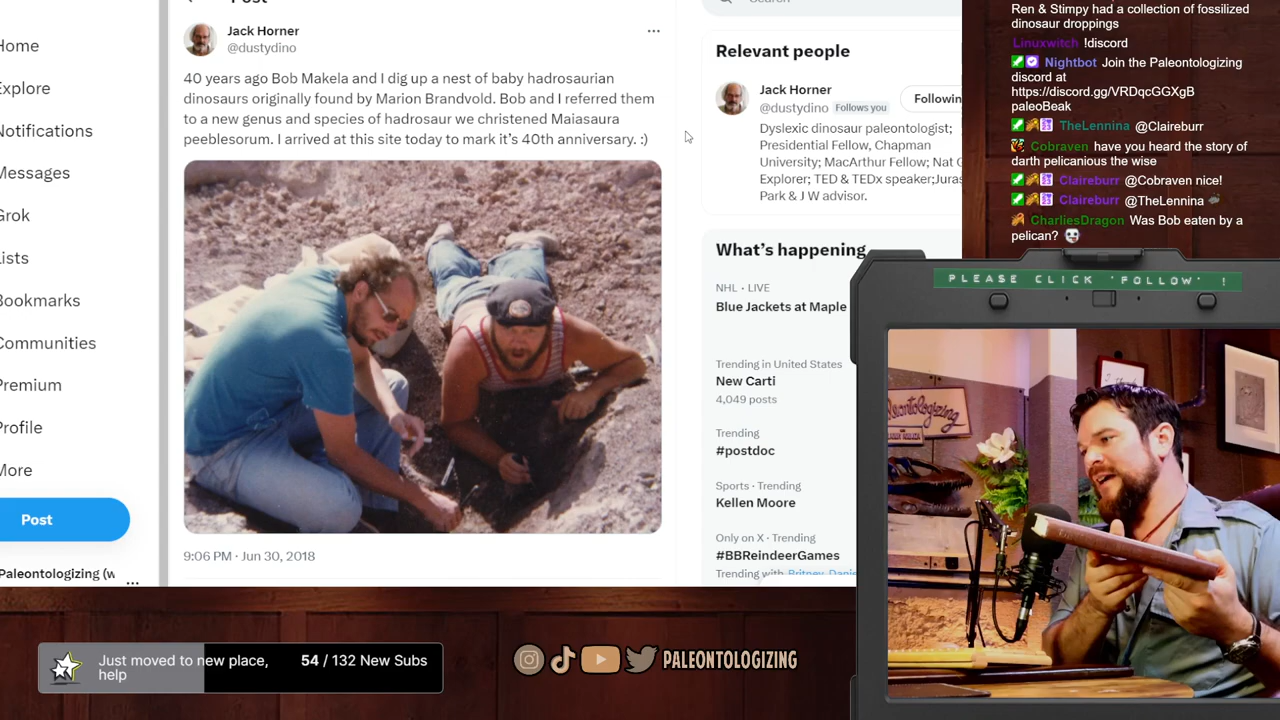 Post
Search
Jack Horner
@dustydino
40 years ago Bob Makela and I dig up a nest of baby hadrosaurian
dinosaurs originally found by Marion Brandvold. Bob and I referred them
to a new genus and species of hadrosaur we christened Maiasaura
peeblesorum. I arrived at this site today to mark it’s 40th anniversary. :)
9:06 PM · Jun 30, 2018
Home
Explore
Notifications
Messages
Grok
Lists
Bookmarks
Communities
Premium
Profile
More
Post
Paleontologizing (w
Relevant people
Jack Horner
@dustydino Follows you
Followin
Dyslexic dinosaur paleontologist;
Presidential Fellow, Chapman
University; MacArthur Fellow; Nat G
Explorer; TED & TEDx speaker;Juras
Park & J W advisor.
What’s happening
NHL · LIVE
Blue Jackets at Maple
Trending in United States
New Carti
4,049 posts
Trending
#postdoc
Sports · Trending
Kellen Moore
Only on X · Trending
#BBReindeerGames
Trending with Britney, Danie
Ren & Stimpy had a collection of fossilized
dinosaur droppings
Linuxwitch !discord
Nightbot Join the Paleontologizing
discord at
https://discord.gg/VRDqcGGXgB
paleoBeak
TheLennina @Claireburr
Cobraven have you heard the story of
darth pelicanious the wise
Claireburr @Cobraven nice!
Claireburr @TheLennina
CharliesDragon Was Bob eaten by a
pelican?
PLEASE CLICK "FOLLOW" !
Paleontologizing
Just moved to new place,
help
54 / 132 New Subs
PALEONTOLOGIZING